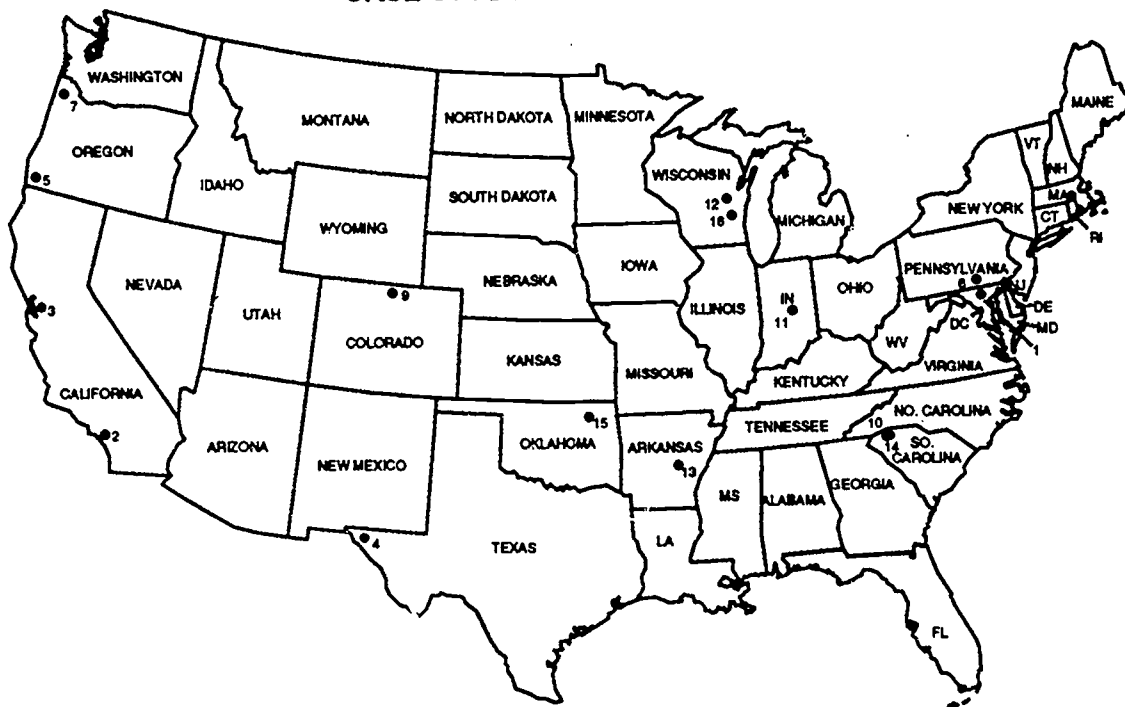 WASHINGTON
7
OREGON
5
IDAHO
MONTANA
NORTH DAKOTA
MINNESOTA
SOUTH DAKOTA
WYOMING
NEBRASKA
WISCONSIN
12
16
MICHIGAN
IOWA
NEVADA
UTAH
9
COLORADO
3
CALIFORNIA
2
KANSAS
MISSOURI
ILLINOIS
IN
11
OHIO
KENTUCKY
WV
VIRGINIA
PENNSYLVANIA
6
NEW YORK
VT
NH
MAINE
MA
CT
RI
DE
MD
DC
1
ARIZONA
NEW MEXICO
4
TEXAS
OKLAHOMA
15
ARKANSAS
13
LA
MS
ALABAMA
GEORGIA
TENNESSEE
10
NO. CAROLINA
14
SO.
CAROLINA
FL